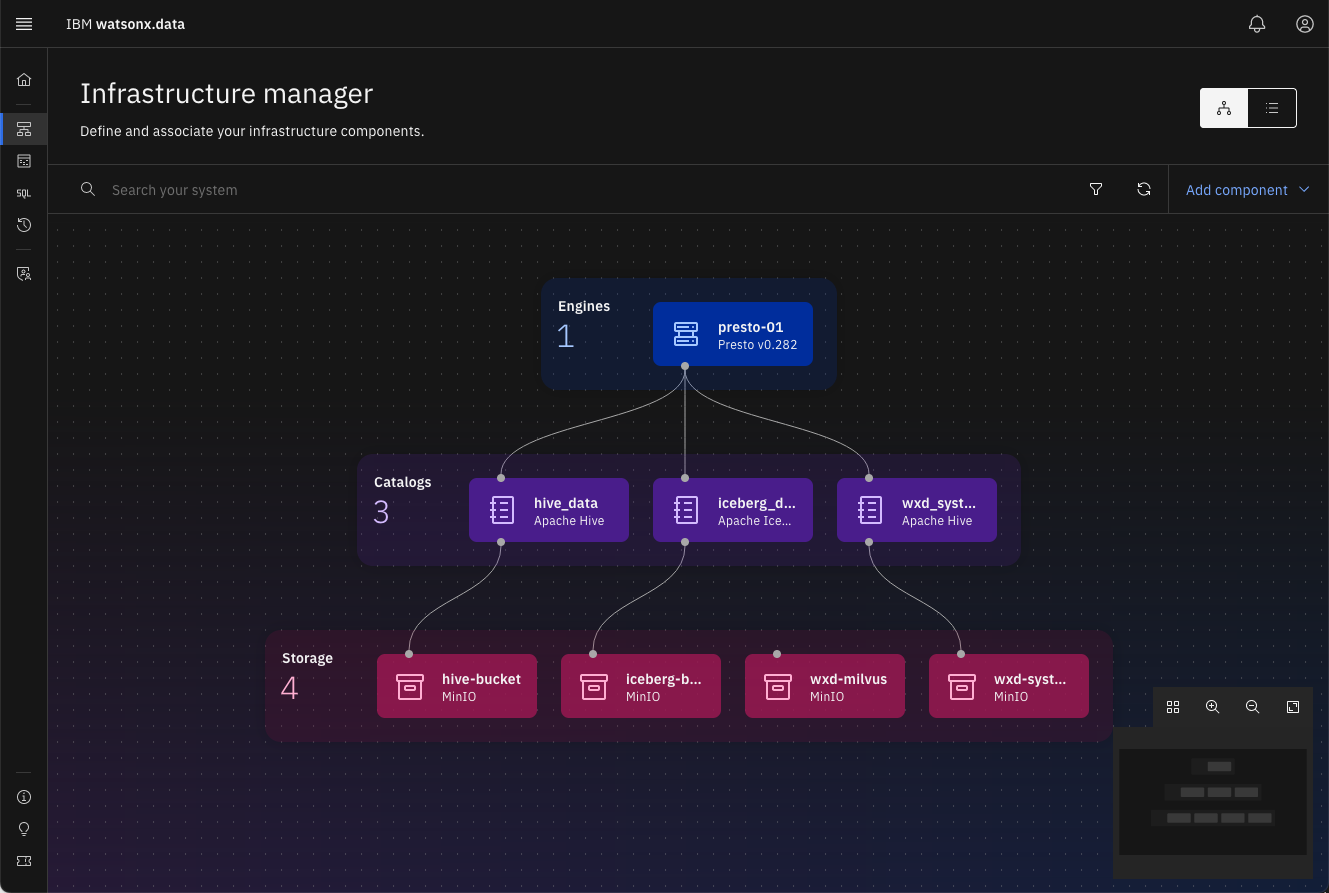 IBM watsonx.data
Infrastructure manager
Define and associate your infrastructure components.
SQL
Search your system
Add component
Engines
1
presto-01
Presto v0.282
Catalogs
3
hive_data
Apache Hive
iceberg_d...
Apache Ice...
wxd_syst...
Apache Hive
Storage
4
hive-bucket
MinIO
iceberg-b...
MinIO
wxd-milvus
MinIO
wxd-syst...
MinIO